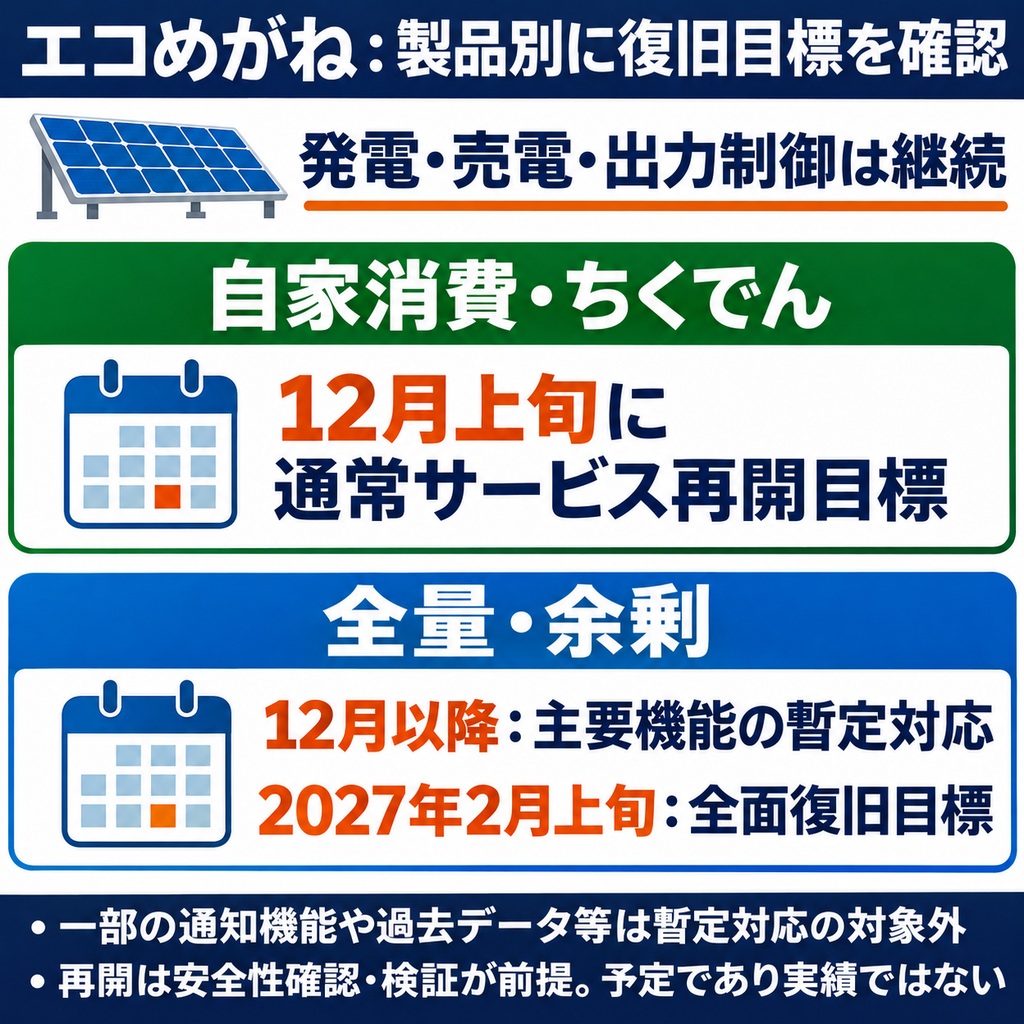 エコめがね：製品別に復旧目標を確認
発電・売電・出力制御は継続
自家消費・ちくでん
12月上旬に
通常サービス再開目標
全量・余剰
12月以降：主要機能の暫定対応
2027年2月上旬：全面復旧目標
• 一部の通知機能や過去データ等は暫定対応の対象外
• 再開は安全性確認・検証が前提。予定であり実績ではない